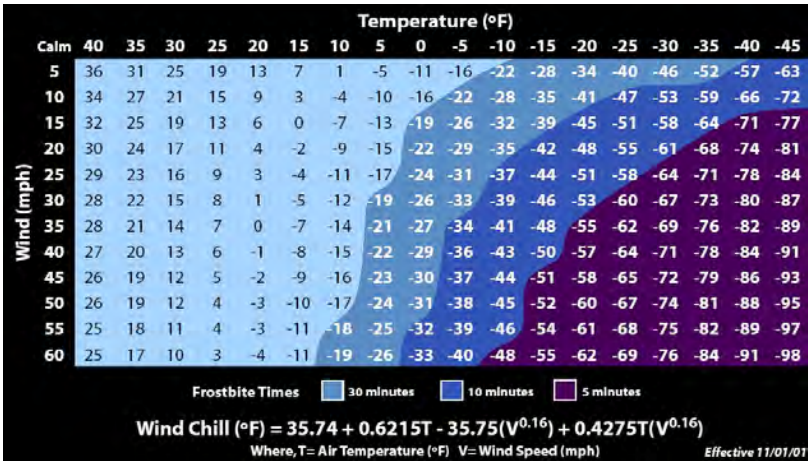 Temperature (°F)
Calm 40 35 30 25 20 15 10 5 0 -5 -10 -15 -20 -25 -30 -35 -40 -45
5 36 31 25 19 13 7 1 -5 -11 -16 -22 -28 -34 -40 -46 -52 -57 -63
10 34 27 21 15 9 3 -4 -10 -16 -22 -28 -35 -41 -47 -53 -59 -66 -72
15 32 25 19 13 6 0 -7 -13 -19 -26 -32 -39 -45 -51 -58 -64 -71 -77
20 30 24 17 11 4 -2 -9 -15 -22 -29 -35 -42 -48 -55 -61 -68 -74 -81
25 29 23 16 9 3 -4 -11 -17 -24 -31 -37 -44 -51 -58 -64 -71 -78 -84
30 28 22 15 8 1 -5 -12 -19 -26 -33 -39 -46 -53 -60 -67 -73 -80 -87
35 28 21 14 7 0 -7 -14 -21 -27 -34 -41 -48 -55 -62 -69 -76 -82 -89
40 27 20 13 6 -1 -8 -15 -22 -29 -36 -43 -50 -57 -64 -71 -78 -84 -91
45 26 19 12 5 -2 -9 -16 -23 -30 -37 -44 -51 -58 -65 -72 -79 -86 -93
50 26 19 12 4 -3 -10 -17 -24 -31 -38 -45 -52 -60 -67 -74 -81 -88 -95
55 25 18 11 4 -3 -11 -18 -25 -32 -39 -46 -54 -61 -68 -75 -82 -89 -97
60 25 17 10 3 -4 -11 -19 -26 -33 -40 -48 -55 -62 -69 -76 -84 -91 -98
Wind (mph)
Frostbite Times 30 minutes 10 minutes 5 minutes
Wind Chill (°F) = 35.74 + 0.6215T - 35.75(V^0.16) + 0.4275T(V^0.16)
Where, T= Air Temperature (°F) V= Wind Speed (mph) Effective 11/01/01